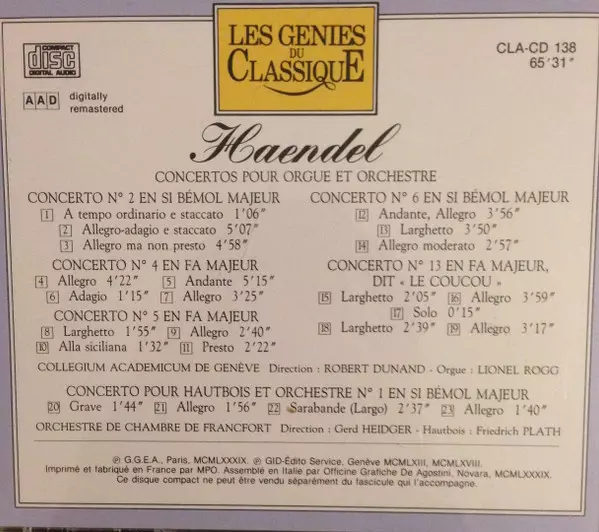 COMPACT
disc
DIGITAL AUDIO
AAD digitally
remastered
LES GENIES
DU
CLASSIQUE
CLA-CD 138
65'31"
Haendel
CONCERTOS POUR ORGUE ET ORCHESTRE
CONCERTO N° 2 EN SI BÉMOL MAJEUR
1 A tempo ordinario e staccato 1'06"
2 Allegro-adagio e staccato 5'07"
3 Allegro ma non presto 4'58"
CONCERTO N° 4 EN FA MAJEUR
4 Allegro 4'22" 5 Andante 5'15"
6 Adagio 1'15" 7 Allegro 3'25"
CONCERTO N° 5 EN FA MAJEUR
8 Larghetto 1'55" 9 Allegro 2'40"
10 Alla siciliana 1'32" 11 Presto 2'22"
CONCERTO N° 6 EN SI BÉMOL MAJEUR
12 Andante, Allegro 3'56"
13 Larghetto 3'50"
14 Allegro moderato 2'57"
CONCERTO N° 13 EN FA MAJEUR,
DIT « LE COUCOU »
15 Larghetto 2'05" 16 Allegro 3'59"
17 Solo 0'15"
18 Larghetto 2'39" 19 Allegro 3'17"
COLLEGIUM ACADEMICUM DE GENÈVE Direction : ROBERT DUNAND - Orgue : LIONEL ROGG
CONCERTO POUR HAUTBOIS ET ORCHESTRE N° 1 EN SI BÉMOL MAJEUR
20 Grave 1'44" 21 Allegro 1'56" 22 Sarabande (Largo) 2'37" 23 Allegro 1'40"
ORCHESTRE DE CHAMBRE DE FRANCFORT Direction : Gerd HEIDGER - Hautbois : Friedrich PLATH
℗ G.G.E.A., Paris, MCMLXXXIX. ℗ GID-Édito Service, Genève MCMLXIII, MCMLXVIII.
Imprimé et fabriqué en France par MPO. Assemblé en Italie par Officine Grafiche De Agostini, Novara, MCMLXXXIX.
Ce disque compact ne peut être vendu séparément du fascicule qui l'accompagne.